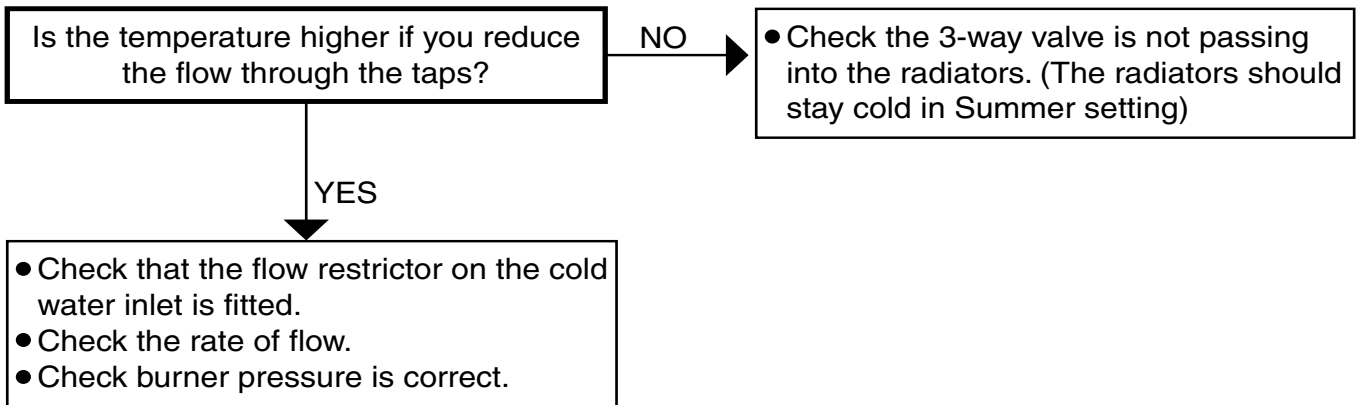 Is the temperature higher if you reduce
the flow through the taps?
NO
● Check the 3-way valve is not passing
into the radiators. (The radiators should
stay cold in Summer setting)
YES
● Check that the flow restrictor on the cold
water inlet is fitted.
● Check the rate of flow.
● Check burner pressure is correct.